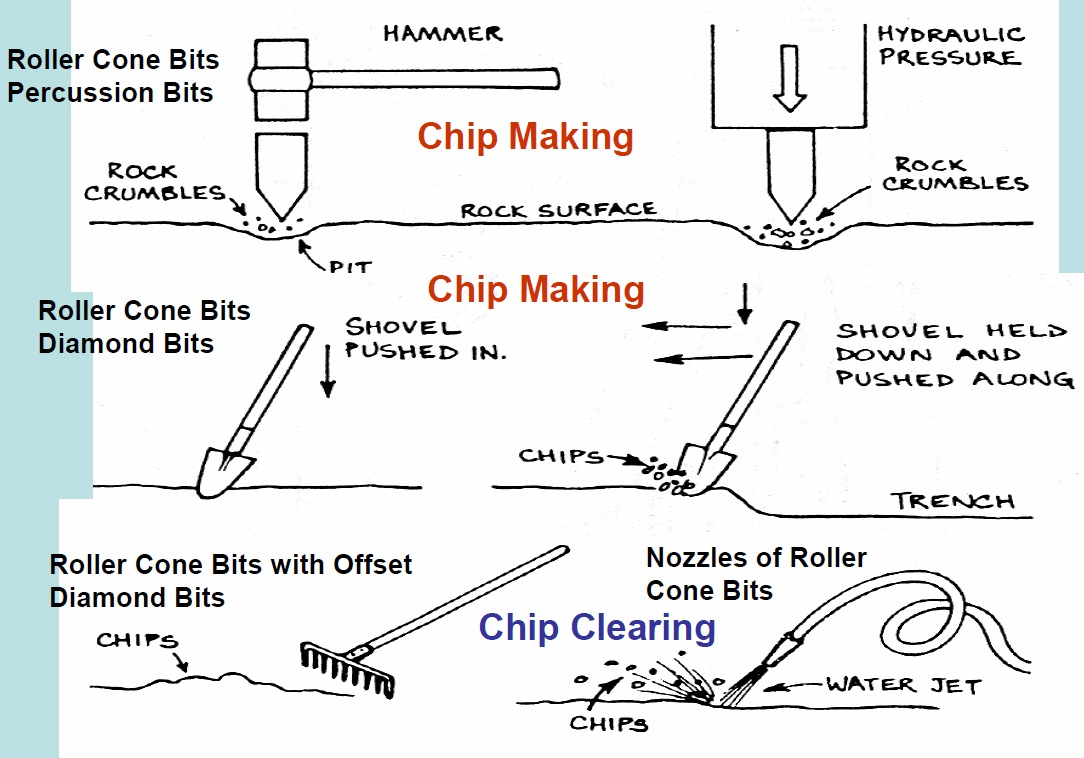 Roller Cone Bits
Percussion Bits
HAMMER
HYDRAULIC
PRESSURE
Chip Making
ROCK
CRUMBLES
ROCK SURFACE
ROCK
CRUMBLES
PIT
Chip Making
Roller Cone Bits
Diamond Bits
SHOVEL
PUSHED IN.
SHOVEL HELD
DOWN AND
PUSHED ALONG
CHIPS
TRENCH
Roller Cone Bits with Offset
Diamond Bits
Nozzles of Roller
Cone Bits
Chip Clearing
CHIPS
WATER JET
CHIPS